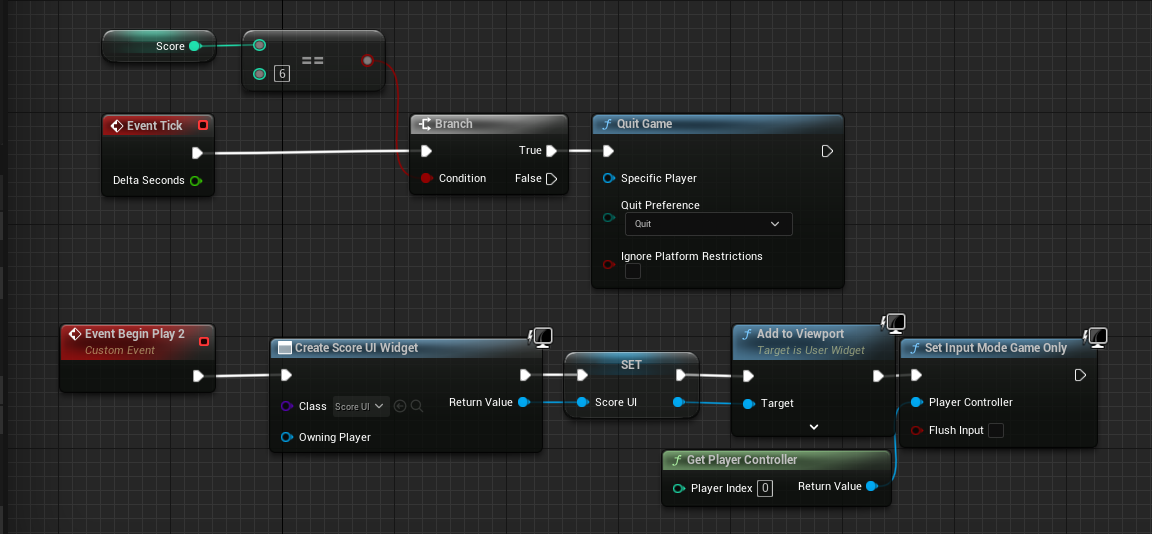 Score
==
6
Event Tick
Delta Seconds
Branch
True
Condition
False
Quit Game
Specific Player
Quit Preference
Quit
Ignore Platform Restrictions
Event Begin Play 2
Custom Event
Create Score UI Widget
Class Score UI
Return Value
Owning Player
SET
Score UI
Add to Viewport
Target is User Widget
Target
Set Input Mode Game Only
Player Controller
Flush Input
Get Player Controller
Player Index 0
Return Value